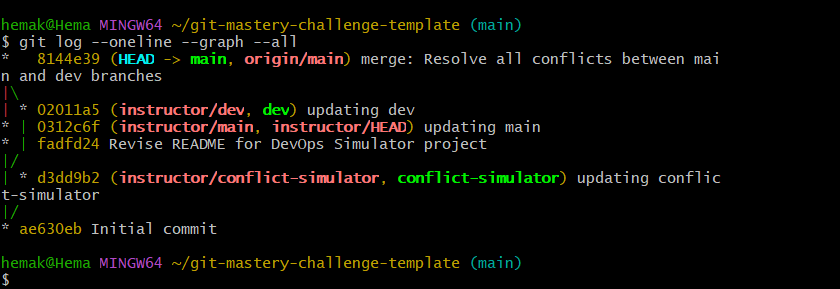 hemak@Hema MINGW64 ~/git-mastery-challenge-template (main)
$ git log --oneline --graph --all
*   8144e39 (HEAD -> main, origin/main) merge: Resolve all conflicts between mai
n and dev branches
|\
| * 02011a5 (instructor/dev, dev) updating dev
* | 0312c6f (instructor/main, instructor/HEAD) updating main
* | fadfd24 Revise README for DevOps Simulator project
|/
| * d3dd9b2 (instructor/conflict-simulator, conflict-simulator) updating conflic
t-simulator
|/
* ae630eb Initial commit

hemak@Hema MINGW64 ~/git-mastery-challenge-template (main)
$